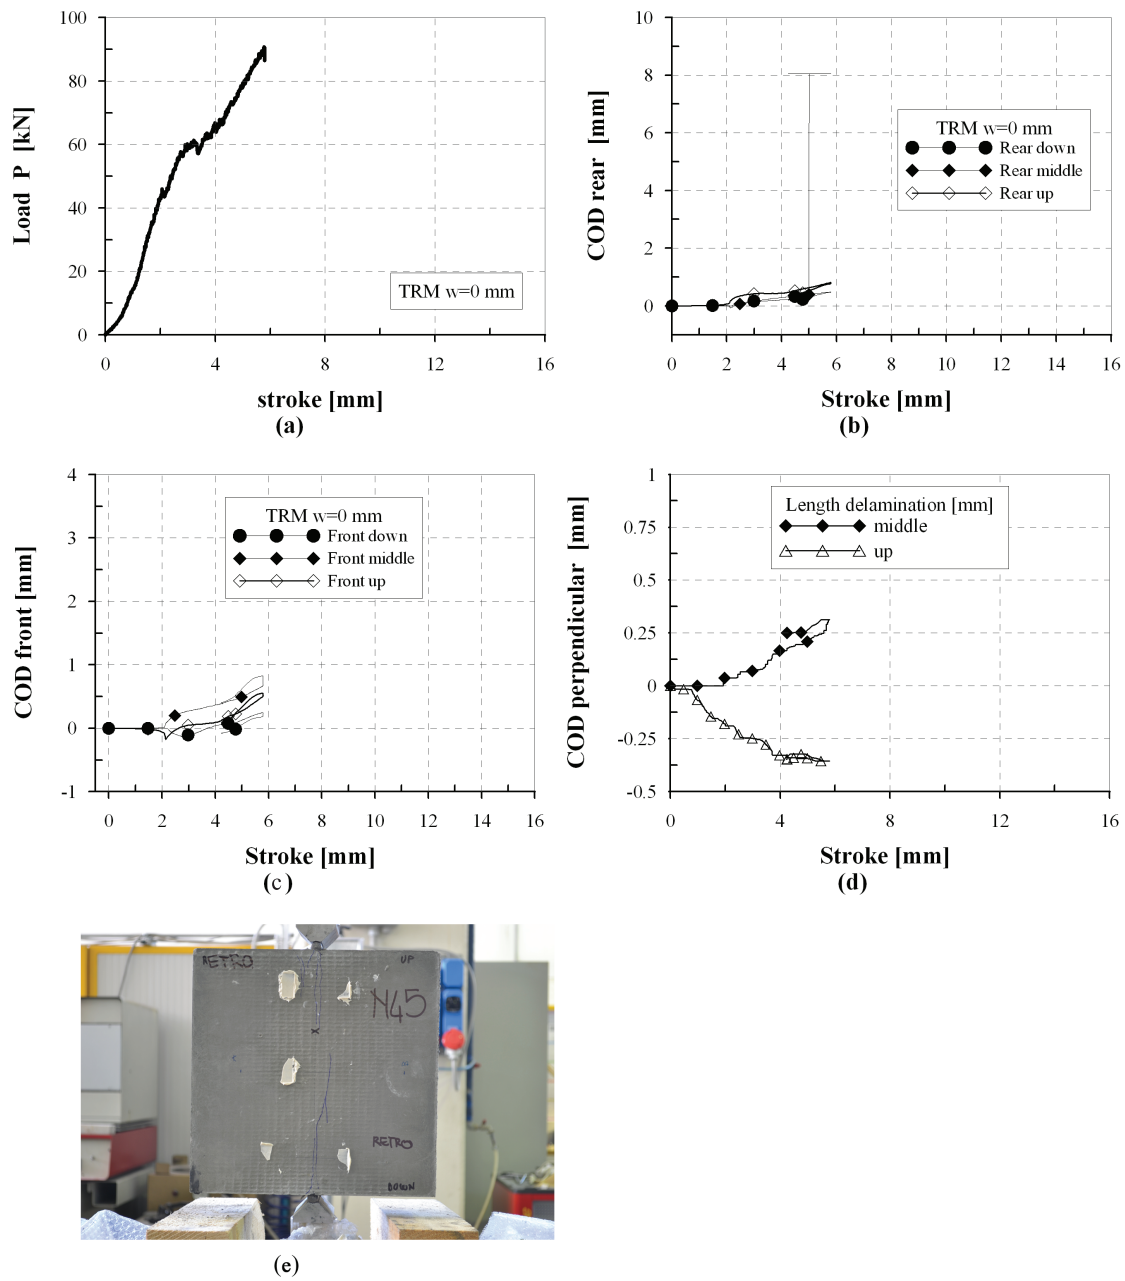 100
80
60
40
20
0
0 4 8 12 16
Load P [kN]
TRM w=0 mm
stroke [mm]
(a)
10
8
6
4
2
0
0 2 4 6 8 10 12 14 16
COD rear [mm]
TRM w=0 mm
Rear down
Rear middle
Rear up
Stroke [mm]
(b)
4
3
2
1
0
-1
0 2 4 6 8 10 12 14 16
COD front [mm]
TRM w=0 mm
Front down
Front middle
Front up
Stroke [mm]
(c)
1
0.75
0.5
0.25
0
-0.25
-0.5
0 4 8 12 16
COD perpendicular [mm]
Length delamination [mm]
middle
up
Stroke [mm]
(d)
RETRO
UP
N45
x
RETRO
DOWN
(e)